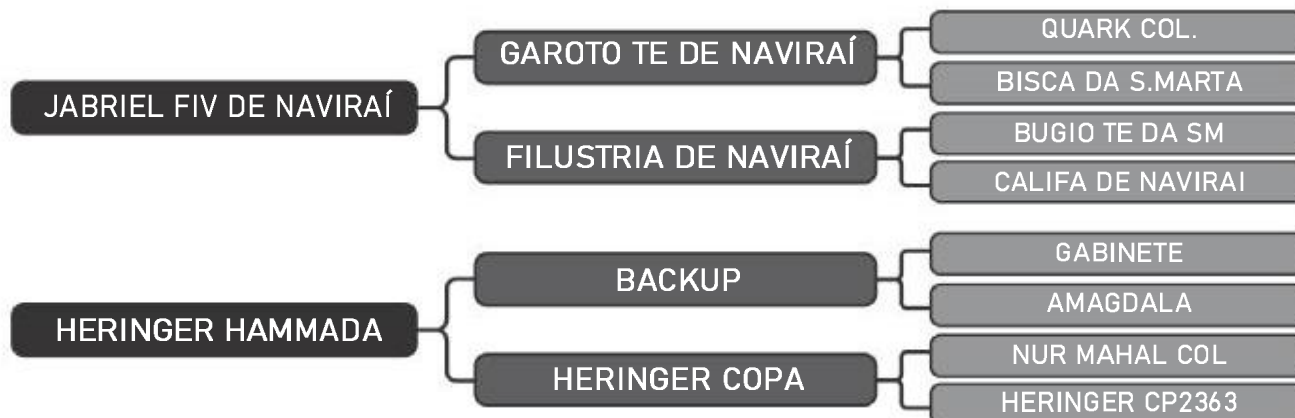 JABRIEL FIV DE NAVIRAÍ
GAROTO TE DE NAVIRAÍ
QUARK COL.
BISCA DA S.MARTA
FILUSTRIA DE NAVIRAÍ
BUGIO TE DA SM
CALIFA DE NAVIRAI
HERINGER HAMMADA
BACKUP
GABINETE
AMAGDALA
HERINGER COPA
NUR MAHAL COL
HERINGER CP2363